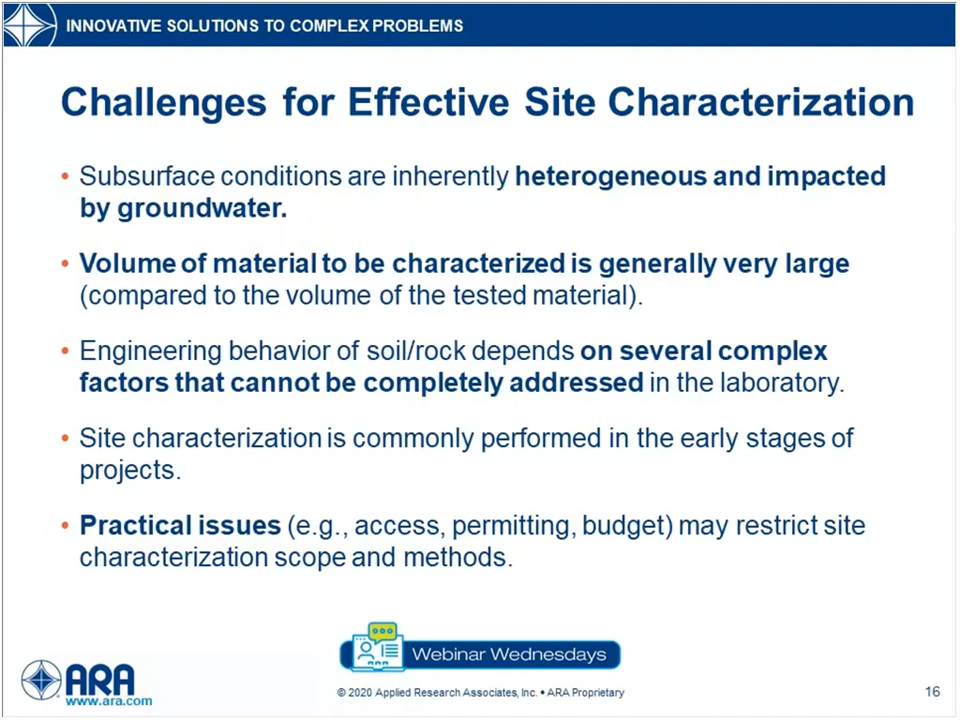 INNOVATIVE SOLUTIONS TO COMPLEX PROBLEMS
Challenges for Effective Site Characterization
• Subsurface conditions are inherently heterogeneous and impacted
by groundwater.
• Volume of material to be characterized is generally very large
(compared to the volume of the tested material).
• Engineering behavior of soil/rock depends on several complex
factors that cannot be completely addressed in the laboratory.
• Site characterization is commonly performed in the early stages of
projects.
• Practical issues (e.g., access, permitting, budget) may restrict site
characterization scope and methods.
Webinar Wednesdays
ARA
www.ara.com
© 2020 Applied Research Associates, Inc. • ARA Proprietary
16